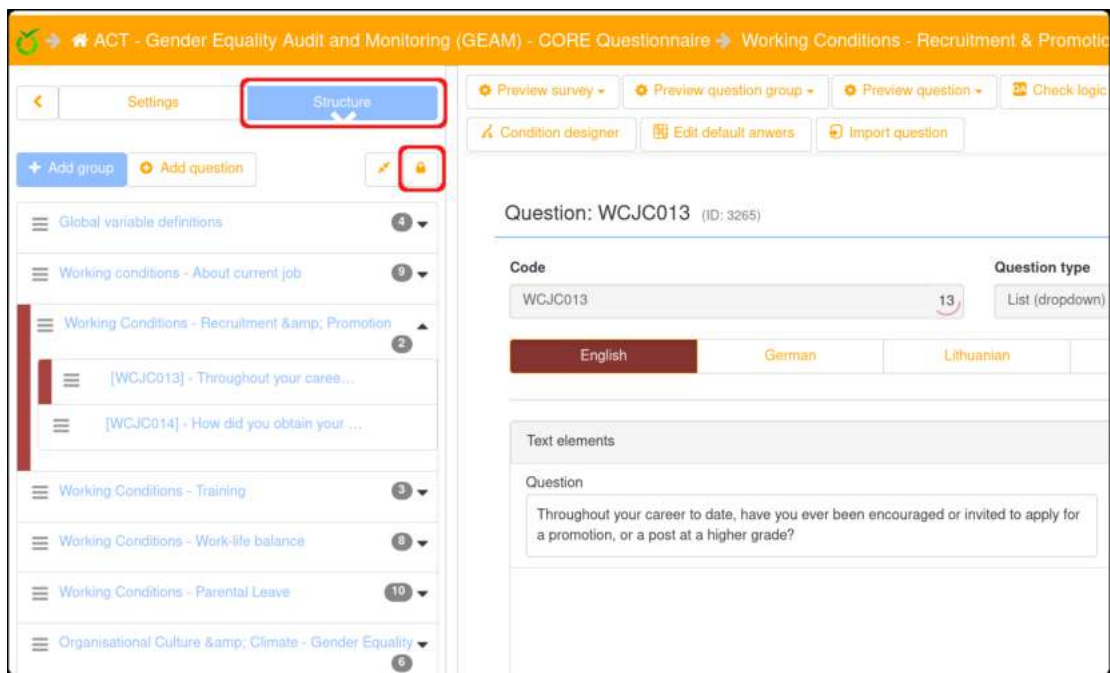 ACT - Gender Equality Audit and Monitoring (GEAM) - CORE Questionnaire Working Conditions - Recruitment & Promotio
Settings
Structure
Preview survey
Preview question group
Preview question
Check logic
Condition designer
Edit default anwers
Import question
Add group
Add question
Global variable definitions 4
Working conditions - About current job 9
Working Conditions - Recruitment &amp; Promotion
2
[WCJC013] - Throughout your caree...
[WCJC014] - How did you obtain your ...
Working Conditions - Training 3
Working Conditions - Work-life balance 8
Working Conditions - Parental Leave 10
Organisational Culture &amp; Climate - Gender Equality
6
Question: WCJC013 (ID: 3265)
Code
Question type
WCJC013 13
List (dropdown)
English
German
Lithuanian
Text elements
Question
Throughout your career to date, have you ever been encouraged or invited to apply for
a promotion, or a post at a higher grade?